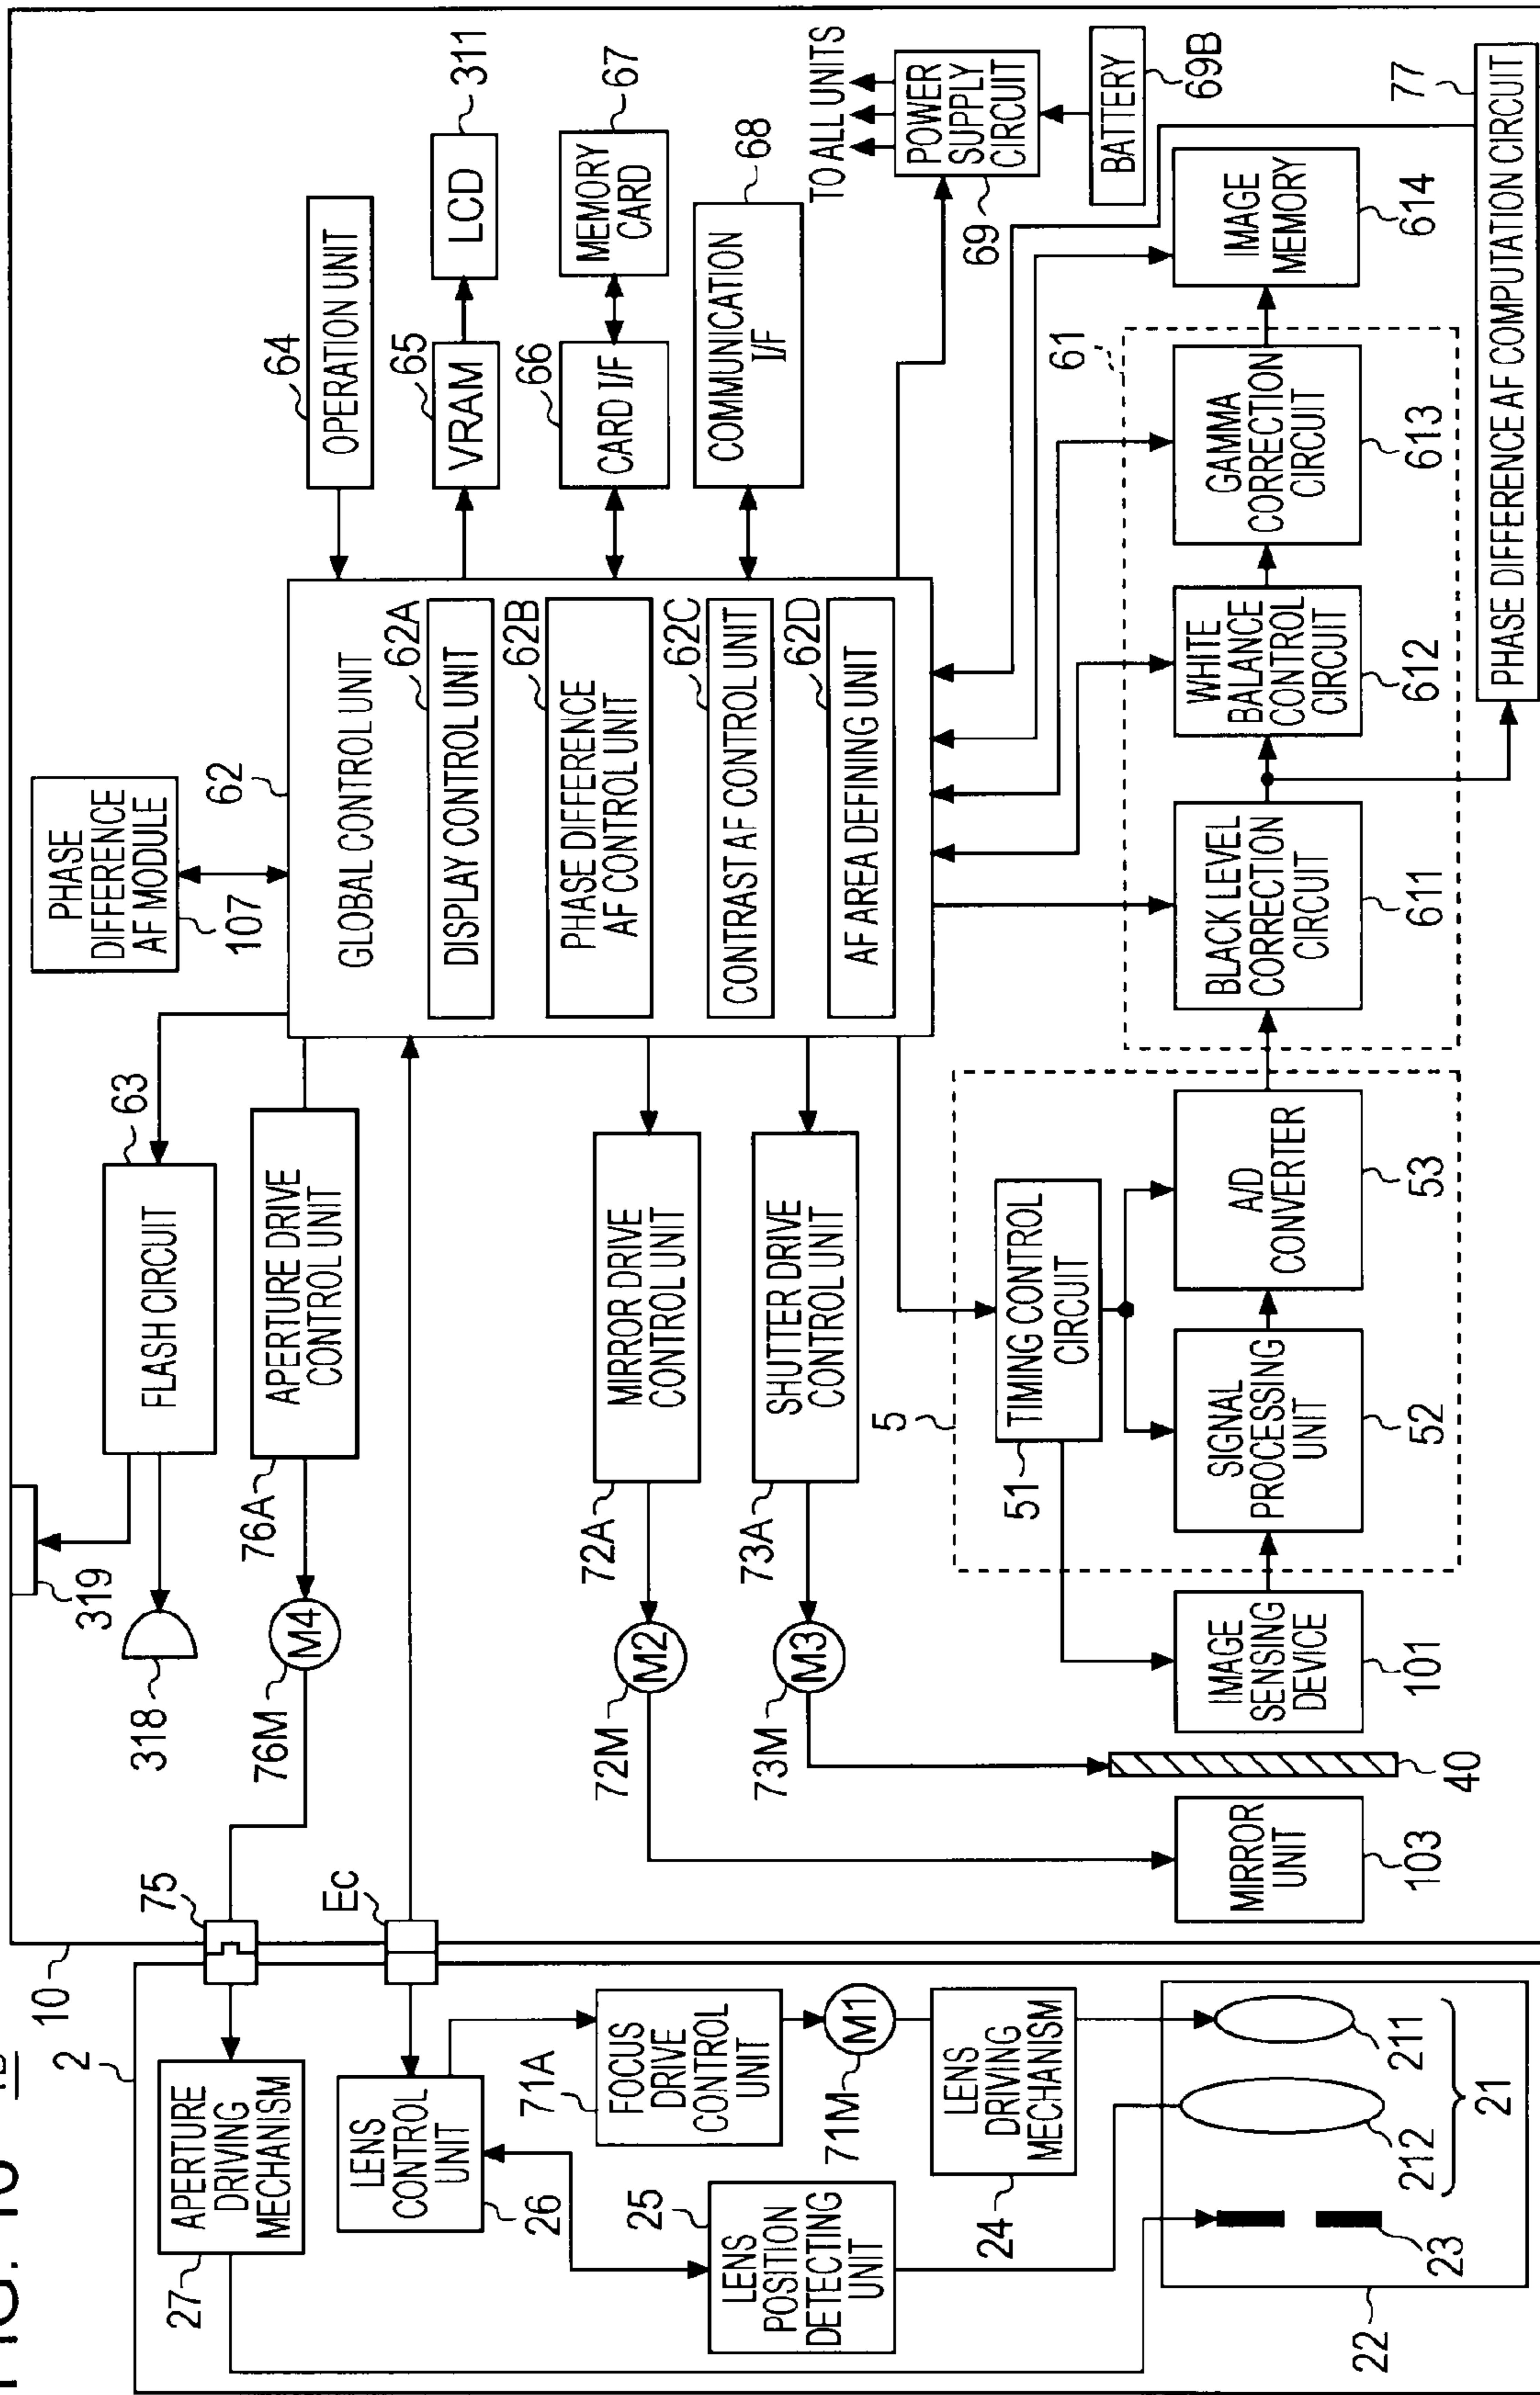 10
2
75
Ec
319
318
63
FLASH CIRCUIT
PHASE
DIFFERENCE
AF MODULE
107
62
76M
M4
76A
APERTURE DRIVE
CONTROL UNIT
27
APERTURE
DRIVING
MECHANISM
LENS
CONTROL
UNIT
26
GLOBAL CONTROL UNIT
62A
DISPLAY CONTROL UNIT
62B
PHASE DIFFERENCE
AF CONTROL UNIT
62C
CONTRAST AF CONTROL UNIT
62D
AF AREA DEFINING UNIT
64
OPERATION UNIT
65
VRAM
LCD
311
66
CARD I/F
MEMORY
CARD
67
COMMUNICATION
I/F
68
TO ALL UNITS
POWER
SUPPLY
CIRCUIT
69
BATTERY
69B
71A
FOCUS
DRIVE
CONTROL
UNIT
71M
M1
25
LENS
POSITION
DETECTING
UNIT
24
LENS
DRIVING
MECHANISM
72M
M2
72A
MIRROR DRIVE
CONTROL UNIT
73M
M3
73A
SHUTTER DRIVE
CONTROL UNIT
5
51
TIMING CONTROL
CIRCUIT
61
22
23
212
211
21
MIRROR
UNIT
103
40
IMAGE
SENSING
DEVICE
101
SIGNAL
PROCESSING
UNIT
52
A/D
CONVERTER
53
BLACK LEVEL
CORRECTION
CIRCUIT
611
WHITE
BALANCE
CONTROL
CIRCUIT
612
GAMMA
CORRECTION
CIRCUIT
613
IMAGE
MEMORY
614
77
PHASE DIFFERENCE AF COMPUTATION CIRCUIT